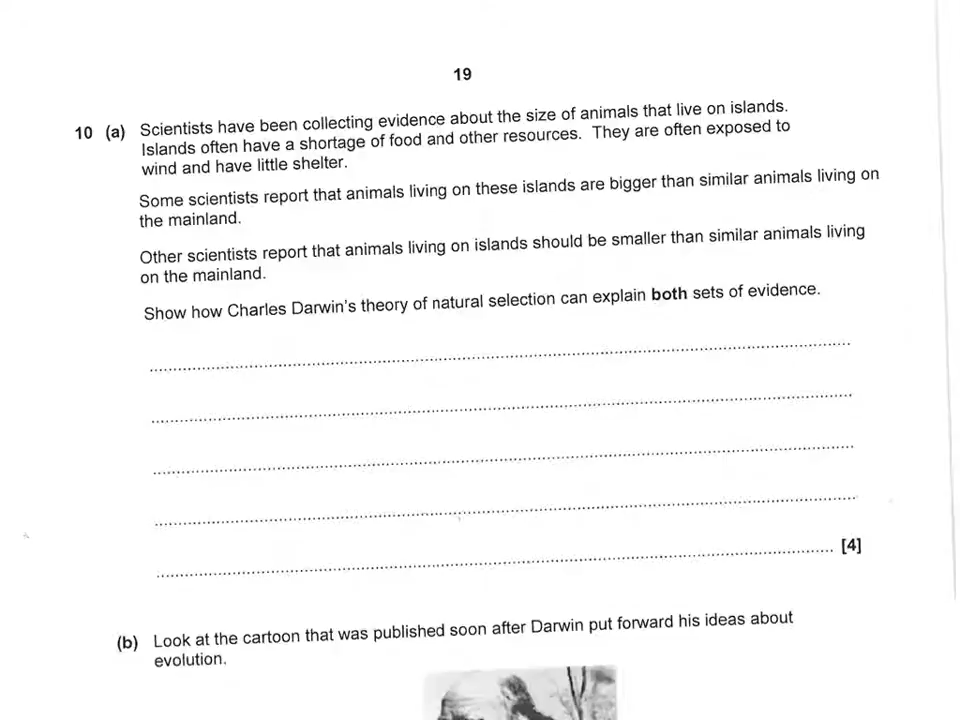 19
10 (a) Scientists have been collecting evidence about the size of animals that live on islands.
Islands often have a shortage of food and other resources. They are often exposed to
wind and have little shelter.
Some scientists report that animals living on these islands are bigger than similar animals living on
the mainland.
Other scientists report that animals living on islands should be smaller than similar animals living
on the mainland.
Show how Charles Darwin's theory of natural selection can explain both sets of evidence.
[4]
(b) Look at the cartoon that was published soon after Darwin put forward his ideas about
evolution.